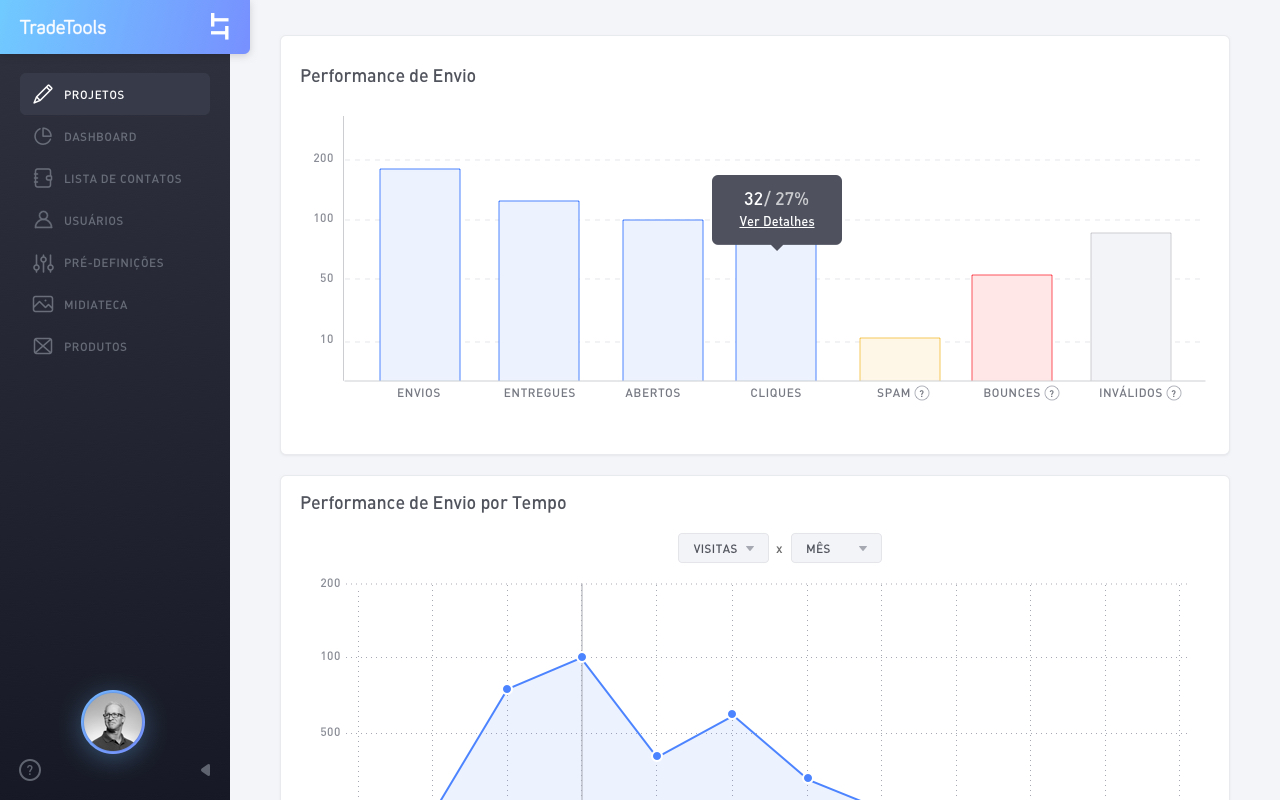 TradeTools
PROJETOS
DASHBOARD
LISTA DE CONTATOS
USUÁRIOS
PRÉ-DEFINIÇÕES
MIDIATECA
PRODUTOS
?
Performance de Envio
200
100
50
10
32/ 27%
Ver Detalhes
ENVIOS
ENTREGUES
ABERTOS
CLIQUES
SPAM ?
BOUNCES ?
INVÁLIDOS ?
Performance de Envio por Tempo
VISITAS x MÊS
200
100
500